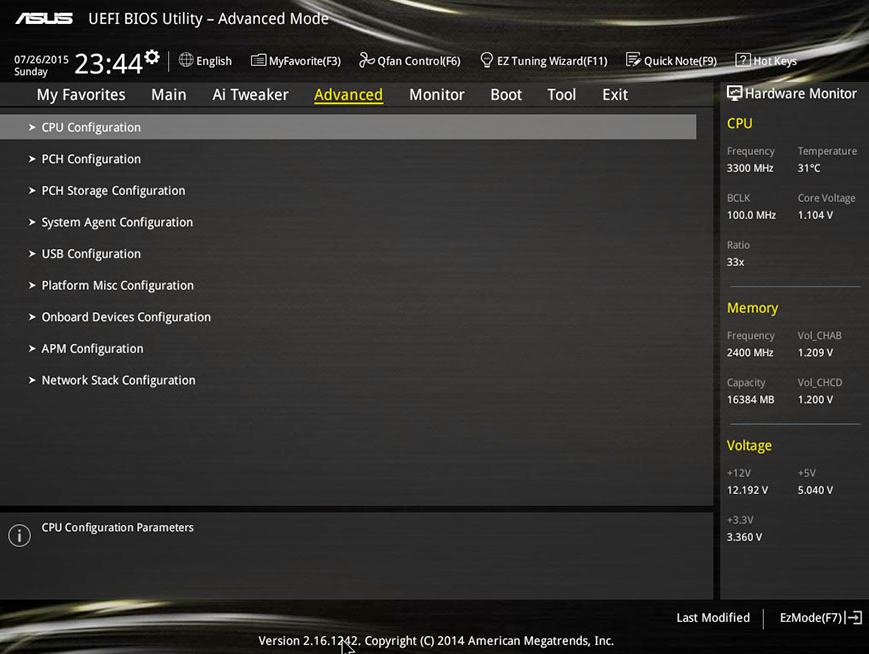 ASUS UEFI BIOS Utility – Advanced Mode
07/26/2015
Sunday
23:44
English
MyFavorite(F3)
Qfan Control(F6)
EZ Tuning Wizard(F11)
Quick Note(F9)
? Hot Keys
My Favorites Main Ai Tweaker Advanced Monitor Boot Tool Exit
CPU Configuration
PCH Configuration
PCH Storage Configuration
System Agent Configuration
USB Configuration
Platform Misc Configuration
Onboard Devices Configuration
APM Configuration
Network Stack Configuration
CPU Configuration Parameters
Hardware Monitor
CPU
Frequency Temperature
3300 MHz 31°C
BCLK Core Voltage
100.0 MHz 1.104 V
Ratio
33x
Memory
Frequency Vol_CHAB
2400 MHz 1.209 V
Capacity Vol_CHCD
16384 MB 1.200 V
Voltage
+12V +5V
12.192 V 5.040 V
+3.3V
3.360 V
Last Modified EzMode(F7)
Version 2.16.1242. Copyright (C) 2014 American Megatrends, Inc.